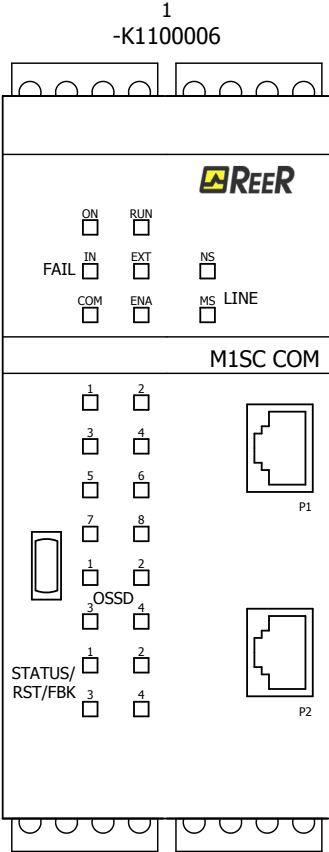 1
-K1100006
REER
ON RUN
FAIL IN EXT NS
COM ENA MS LINE
M1SC COM
1 2
3 4
5 6
P1
7 8
1 2
OSSD
3 4
1 2
STATUS/
RST/FBK 3 4
P2